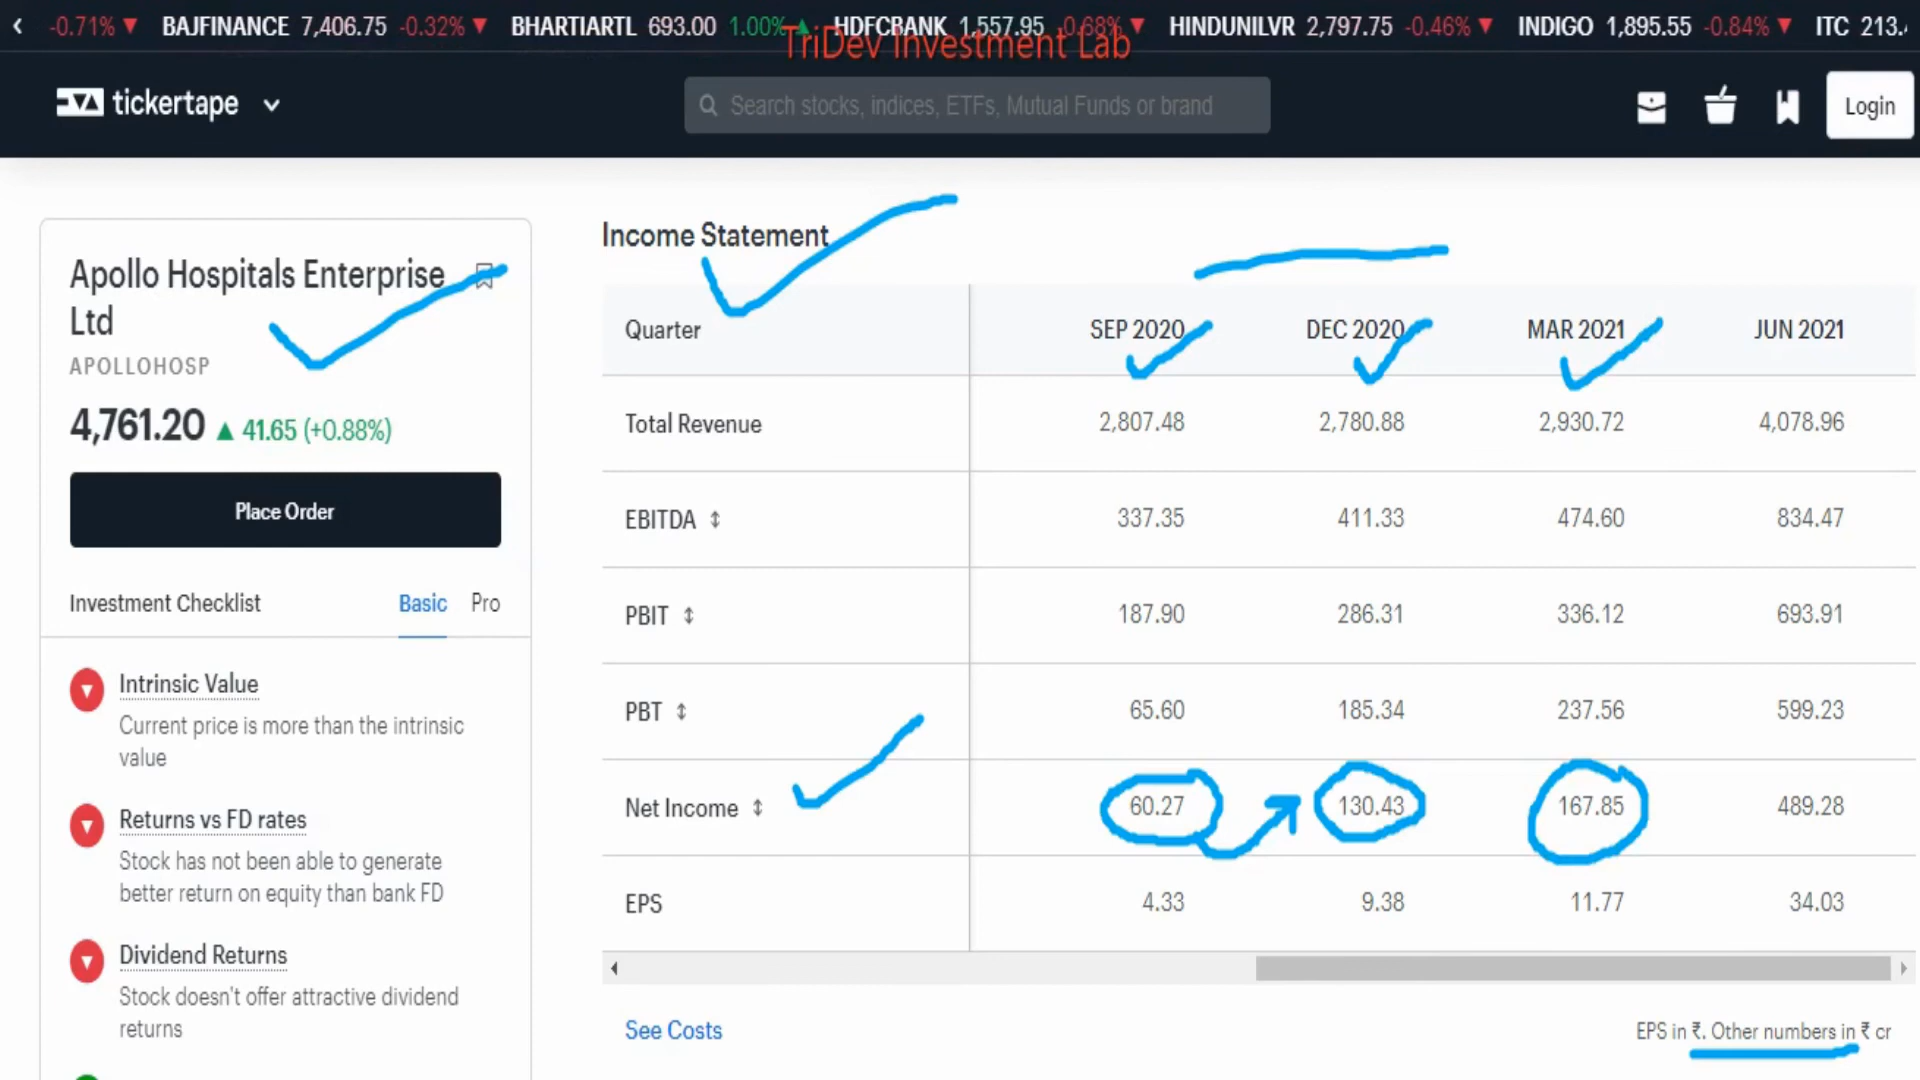 -0.71% ▼ BAJFINANCE 7,406.75 -0.32% ▼ BHARTIARTL 693.00 1.00% ▲ HDFCBANK 1,557.95 -0.68% ▼ HINDUNILVR 2,797.75 -0.46% ▼ INDIGO 1,895.55 -0.84% ▼ ITC 213.
TriDev Investment Lab
tickertape
Search stocks, indices, ETFs, Mutual Funds or brand
Login
Apollo Hospitals Enterprise
Ltd
APOLLOHOSP
4,761.20 ▲ 41.65 (+0.88%)
Place Order
Investment Checklist Basic Pro
Intrinsic Value
Current price is more than the intrinsic
value
Returns vs FD rates
Stock has not been able to generate
better return on equity than bank FD
Dividend Returns
Stock doesn't offer attractive dividend
returns
Income Statement
Quarter SEP 2020 DEC 2020 MAR 2021 JUN 2021
Total Revenue 2,807.48 2,780.88 2,930.72 4,078.96
EBITDA 337.35 411.33 474.60 834.47
PBIT 187.90 286.31 336.12 693.91
PBT 65.60 185.34 237.56 599.23
Net Income 60.27 130.43 167.85 489.28
EPS 4.33 9.38 11.77 34.03
See Costs
EPS in ₹. Other numbers in ₹ cr